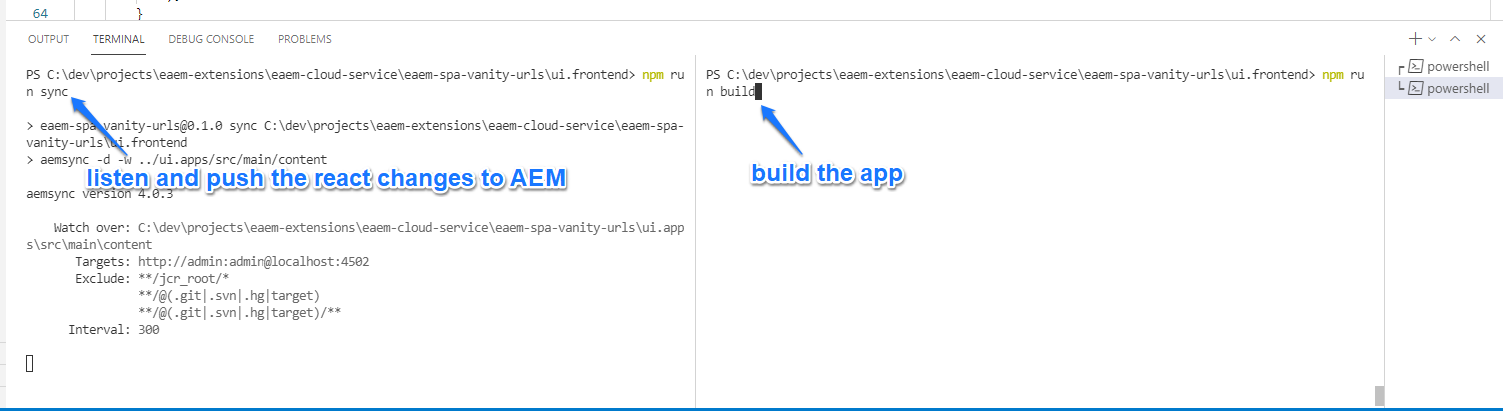 64 }
OUTPUT TERMINAL DEBUG CONSOLE PROBLEMS
PS C:\dev\projects\eaem-extensions\eaem-cloud-service\eaem-spa-vanity-urls\ui.frontend> npm ru
n sync
> eaem-spa-vanity-urls@0.1.0 sync C:\dev\projects\eaem-extensions\eaem-cloud-service\eaem-spa-
vanity-urls\ui.frontend
> aemsync -d -w ../ui.apps/src/main/content
listen and push the react changes to AEM
aemsync version 4.0.3
Watch over: C:\dev\projects\eaem-extensions\eaem-cloud-service\eaem-spa-vanity-urls\ui.app
s\src\main\content
Targets: http://admin:admin@localhost:4502
Exclude: **/jcr_root/*
**/@(.git|.svn|.hg|target)
**/@(.git|.svn|.hg|target)/**
Interval: 300
PS C:\dev\projects\eaem-extensions\eaem-cloud-service\eaem-spa-vanity-urls\ui.frontend> npm ru
n build
build the app
powershell
powershell